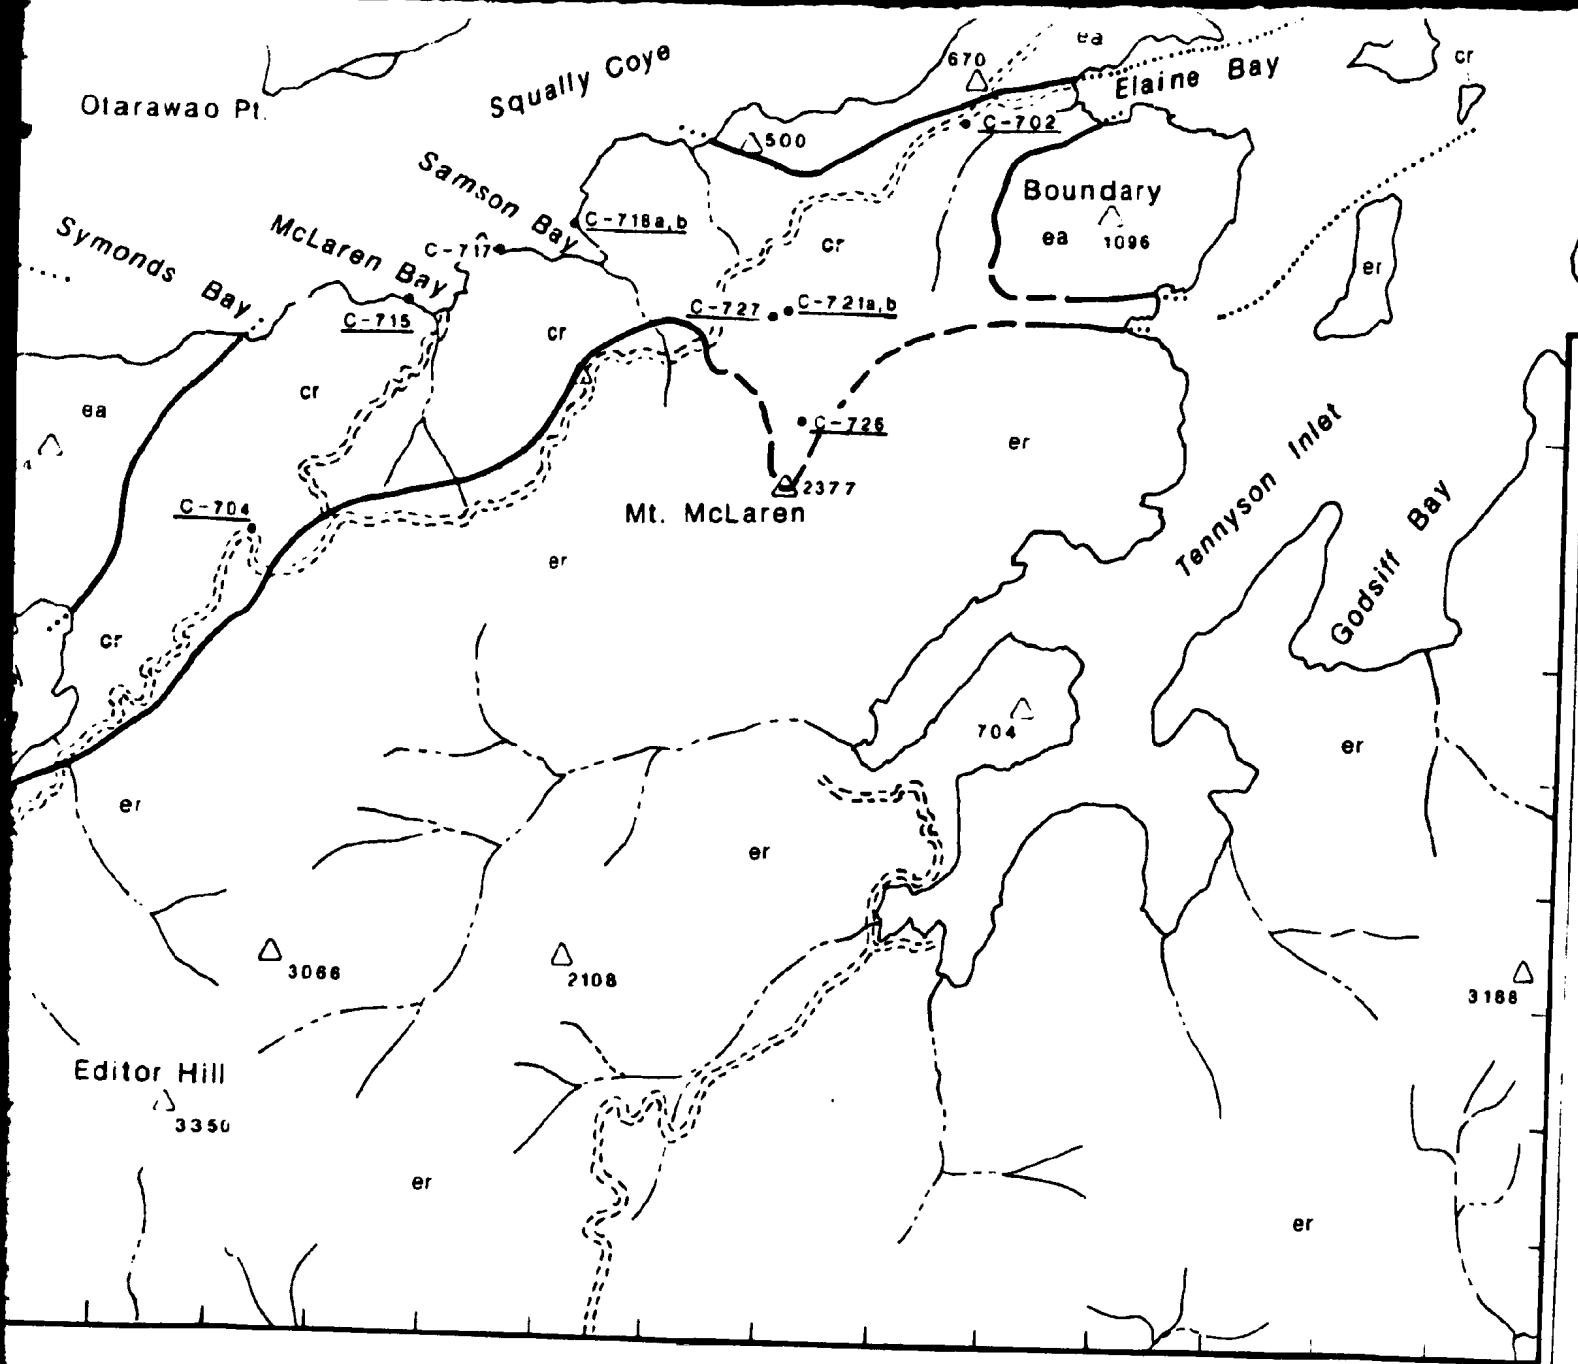 ea
670
cr
Squally Coye
Elaine Bay
Otarawao Pt.
C-702
500
Samson Bay
Boundary
1096
ea
C-718a,b
McLaren Bay
C-717
cr
Symonds Bay
er
C-727
C-721a,b
C-715
cr
cr
ea
C-726
er
Tennyson Inlet
2377
Mt. McLaren
C-704
Godsiff Bay
er
cr
704
er
er
er
3066
2108
3188
Editor Hill
3350
er
er